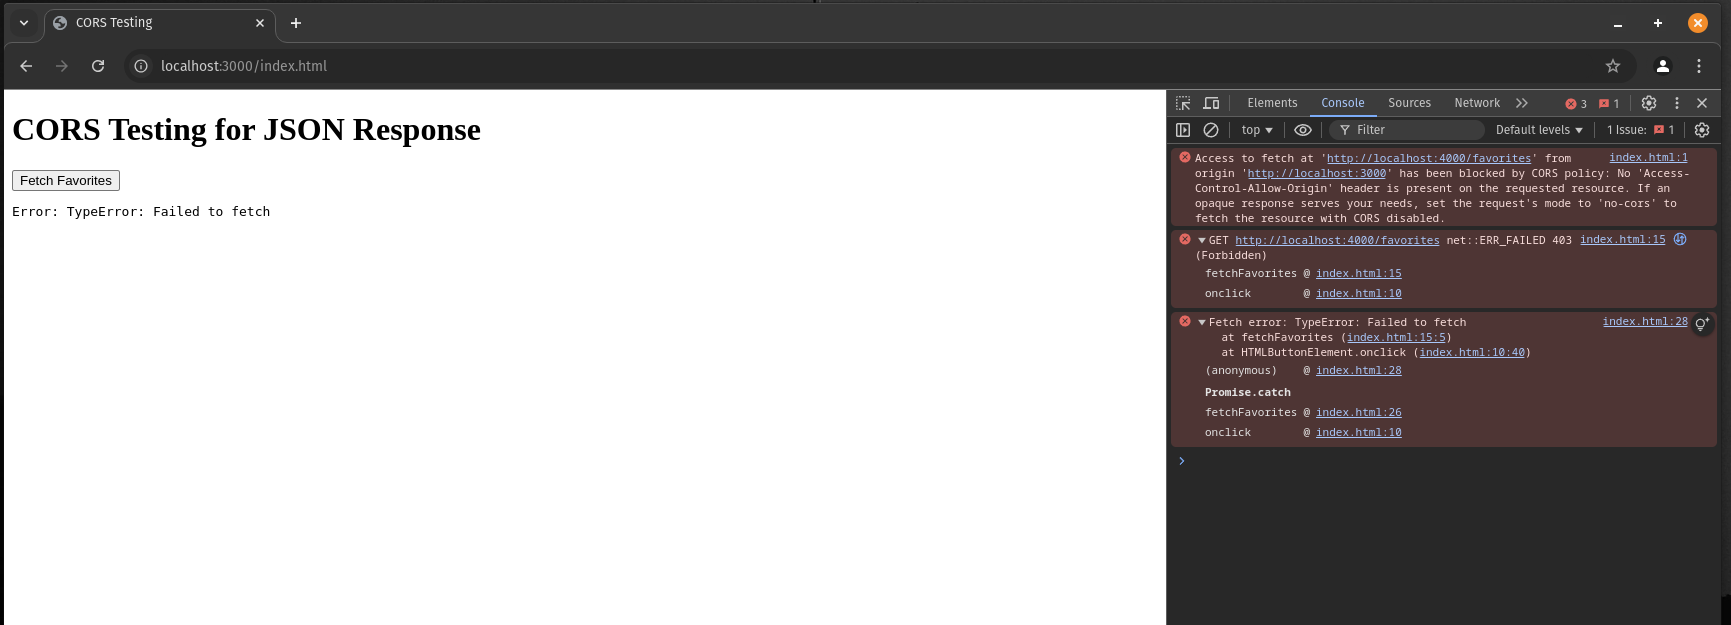 CORS Testing
localhost:3000/index.html
CORS Testing for JSON Response
Fetch Favorites
Error: TypeError: Failed to fetch
Elements Console Sources Network 3 1
top Filter Default levels 1 Issue: 1
Access to fetch at 'http://localhost:4000/favorites' from index.html:1
origin 'http://localhost:3000' has been blocked by CORS policy: No 'Access-
Control-Allow-Origin' header is present on the requested resource. If an
opaque response serves your needs, set the request's mode to 'no-cors' to
fetch the resource with CORS disabled.
GET http://localhost:4000/favorites net::ERR_FAILED 403 index.html:15
(Forbidden)
fetchFavorites @ index.html:15
onclick @ index.html:10
Fetch error: TypeError: Failed to fetch index.html:28
at fetchFavorites (index.html:15:5)
at HTMLButtonElement.onclick (index.html:10:40)
(anonymous) @ index.html:28
Promise.catch
fetchFavorites @ index.html:26
onclick @ index.html:10